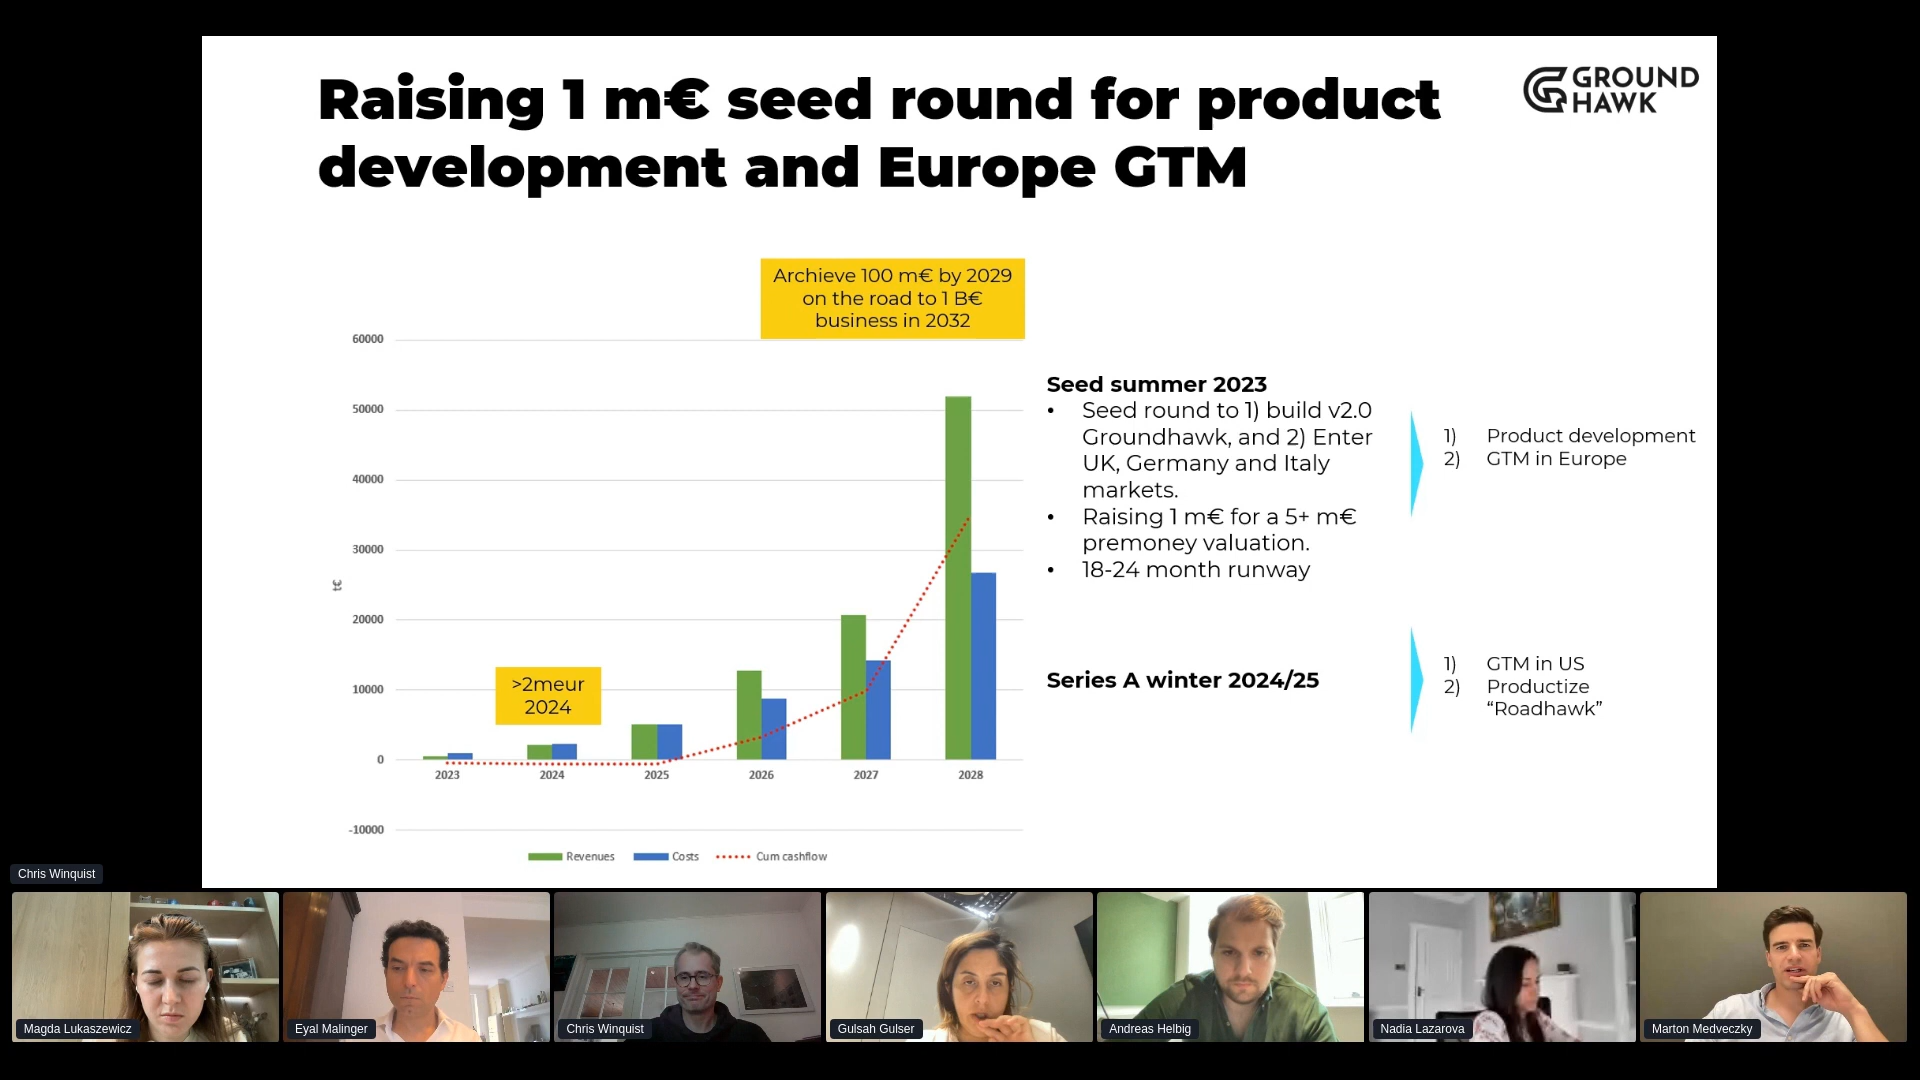 Raising 1 m€ seed round for product
development and Europe GTM
GROUND
HAWK
Archieve 100 m€ by 2029
on the road to 1 B€
business in 2032
60000
50000
40000
30000
20000
10000
0
-10000
t€
>2meur
2024
2023
2024
2025
2026
2027
2028
Revenues
Costs
Cum cashflow
Seed summer 2023
• Seed round to 1) build v2.0
Groundhawk, and 2) Enter
UK, Germany and Italy
markets.
• Raising 1 m€ for a 5+ m€
premoney valuation.
• 18-24 month runway
1) Product development
2) GTM in Europe
Series A winter 2024/25
1) GTM in US
2) Productize
“Roadhawk”
Chris Winquist
Magda Lukaszewicz
Eyal Malinger
Chris Winquist
Gulsah Gulser
Andreas Helbig
Nadia Lazarova
Marton Medveczky